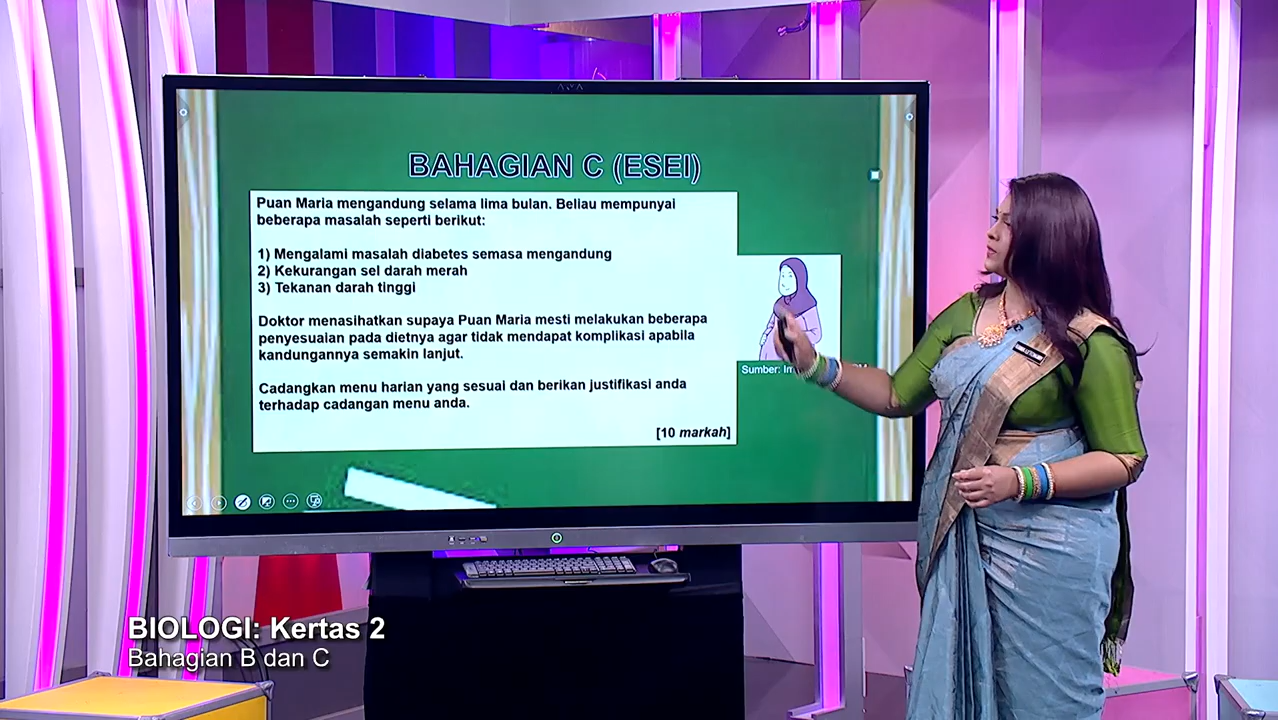 BAHAGIAN C (ESEI)
Puan Maria mengandung selama lima bulan. Beliau mempunyai
beberapa masalah seperti berikut:
1) Mengalami masalah diabetes semasa mengandung
2) Kekurangan sel darah merah
3) Tekanan darah tinggi
Doktor menasihatkan supaya Puan Maria mesti melakukan beberapa
penyesuaian pada dietnya agar tidak mendapat komplikasi apabila
kandungannya semakin lanjut.
Cadangkan menu harian yang sesuai dan berikan justifikasi anda
terhadap cadangan menu anda.
[10 markah]
Sumber:
BIOLOGI: Kertas 2
Bahagian B dan C